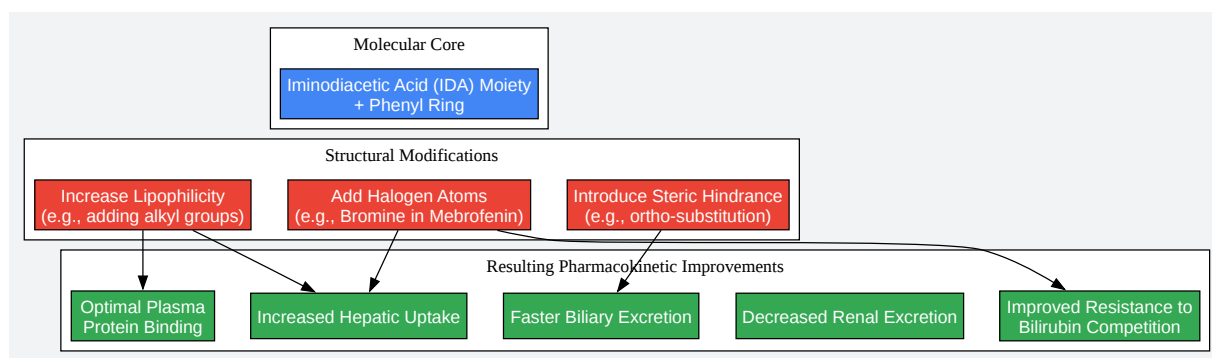 Molecular Core
Iminodiacetic Acid (IDA) Moiety
+ Phenyl Ring
Structural Modifications
Increase Lipophilicity
(e.g., adding alkyl groups)
Add Halogen Atoms
(e.g., Bromine in Mebrofenin)
Introduce Steric Hindrance
(e.g., ortho-substitution)
Resulting Pharmacokinetic Improvements
Optimal Plasma
Protein Binding
Increased Hepatic Uptake
Faster Biliary Excretion
Decreased Renal Excretion
Improved Resistance to
Bilirubin Competition